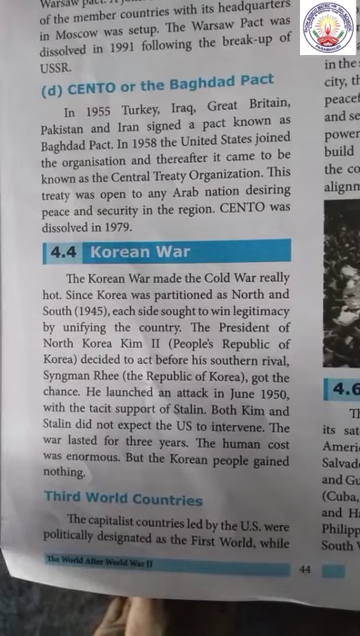 Warsaw pact. A
of the member countries with its headquarters
in Moscow was setup. The Warsaw Pact was
dissolved in 1991 following the break-up of
USSR.
(d) CENTO or the Baghdad Pact
In 1955 Turkey, Iraq, Great Britain,
Pakistan and Iran signed a pact known as
Baghdad Pact. In 1958 the United States joined
the organisation and thereafter it came to be
known as the Central Treaty Organization. This
treaty was open to any Arab nation desiring
peace and security in the region. CENTO was
dissolved in 1979.
4.4 Korean War
The Korean War made the Cold War really
hot. Since Korea was partitioned as North and
South (1945), each side sought to win legitimacy
by unifying the country. The President of
North Korea Kim II (People's Republic of
Korea) decided to act before his southern rival,
Syngman Rhee (the Republic of Korea), got the
chance. He launched an attack in June 1950,
with the tacit support of Stalin. Both Kim and
Stalin did not expect the US to intervene. The
war lasted for three years. The human cost
was enormous. But the Korean people gained
nothing.
Third World Countries
The capitalist countries led by the U.S. were
politically designated as the First World, while
The World After World War II
44
in the
city, th
peacef
and se
power
build
the co
alignm
4.6
Th
its sat
Americ
Salvad
and Gu
(Cuba,
and Ha
Philipp
South V